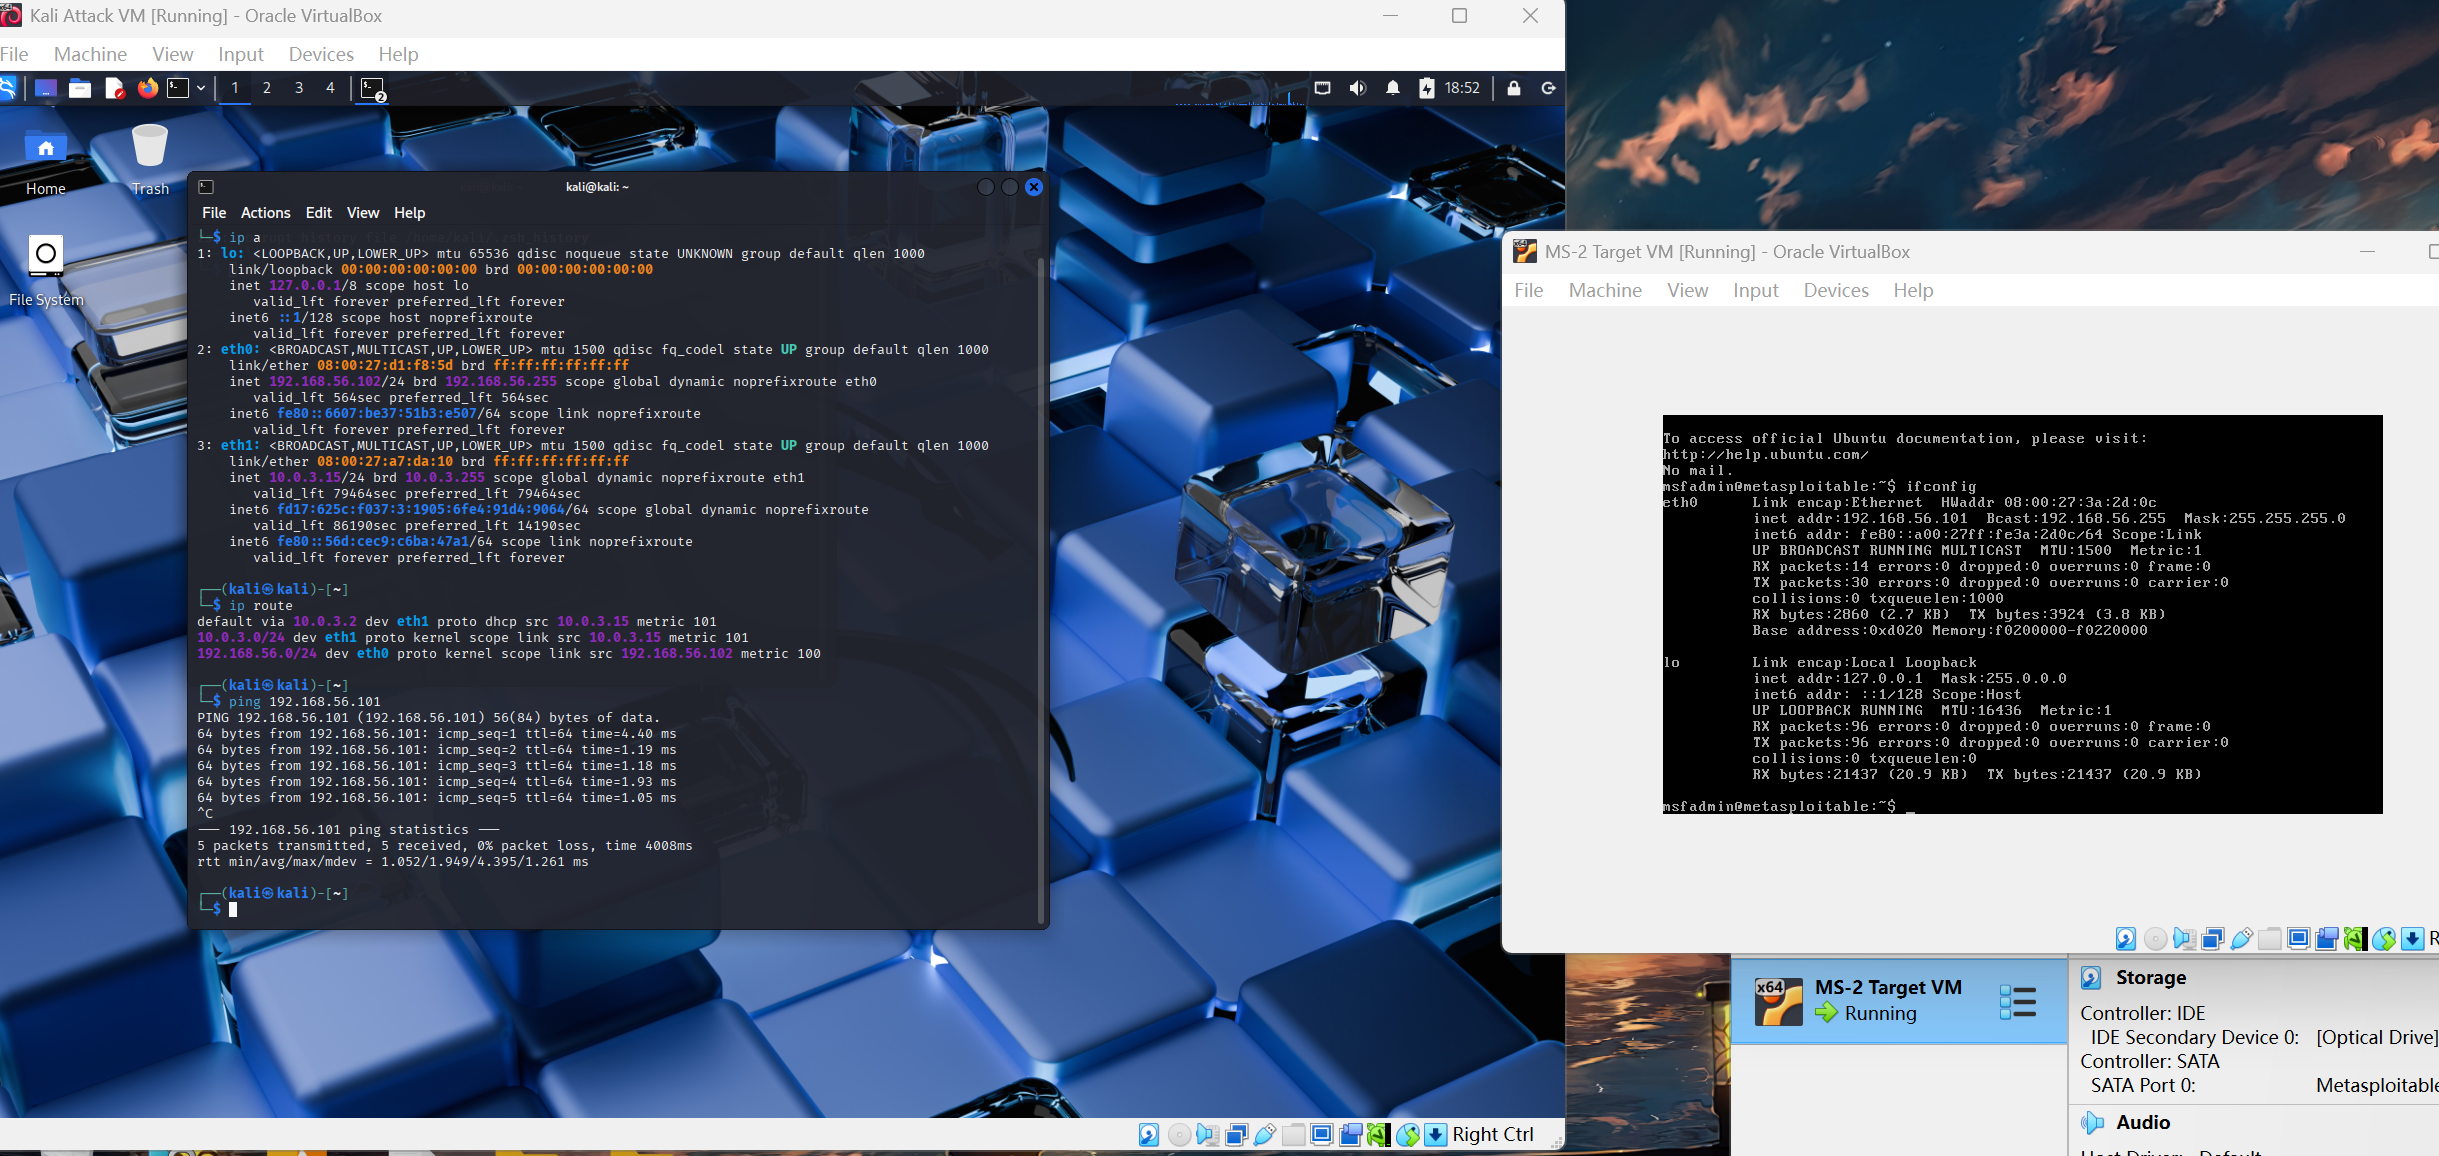 Kali Attack VM [Running] - Oracle VirtualBox
File Machine View Input Devices Help
1 2 3 4 2 18:52
Home
Trash
File System
kali@kali: ~
File Actions Edit View Help
└─$ ip a
1: lo: <LOOPBACK,UP,LOWER_UP> mtu 65536 qdisc noqueue state UNKNOWN group default qlen 1000
link/loopback 00:00:00:00:00:00 brd 00:00:00:00:00:00
inet 127.0.0.1/8 scope host lo
valid_lft forever preferred_lft forever
inet6 ::1/128 scope host noprefixroute
valid_lft forever preferred_lft forever
2: eth0: <BROADCAST,MULTICAST,UP,LOWER_UP> mtu 1500 qdisc fq_codel state UP group default qlen 1000
link/ether 08:00:27:d1:f8:5d brd ff:ff:ff:ff:ff:ff
inet 192.168.56.102/24 brd 192.168.56.255 scope global dynamic noprefixroute eth0
valid_lft 564sec preferred_lft 564sec
inet6 fe80::6607:be37:51b3:e507/64 scope link noprefixroute
valid_lft forever preferred_lft forever
3: eth1: <BROADCAST,MULTICAST,UP,LOWER_UP> mtu 1500 qdisc fq_codel state UP group default qlen 1000
link/ether 08:00:27:a7:da:10 brd ff:ff:ff:ff:ff:ff
inet 10.0.3.15/24 brd 10.0.3.255 scope global dynamic noprefixroute eth1
valid_lft 79464sec preferred_lft 79464sec
inet6 fd17:625c:f037:3:1905:6fe4:91d4:9064/64 scope global dynamic noprefixroute
valid_lft 86190sec preferred_lft 14190sec
inet6 fe80::56d:cec9:c6ba:47a1/64 scope link noprefixroute
valid_lft forever preferred_lft forever
┌──(kali㉿kali)-[~]
└─$ ip route
default via 10.0.3.2 dev eth1 proto dhcp src 10.0.3.15 metric 101
10.0.3.0/24 dev eth1 proto kernel scope link src 10.0.3.15 metric 101
192.168.56.0/24 dev eth0 proto kernel scope link src 192.168.56.102 metric 100
┌──(kali㉿kali)-[~]
└─$ ping 192.168.56.101
PING 192.168.56.101 (192.168.56.101) 56(84) bytes of data.
64 bytes from 192.168.56.101: icmp_seq=1 ttl=64 time=4.40 ms
64 bytes from 192.168.56.101: icmp_seq=2 ttl=64 time=1.19 ms
64 bytes from 192.168.56.101: icmp_seq=3 ttl=64 time=1.18 ms
64 bytes from 192.168.56.101: icmp_seq=4 ttl=64 time=1.93 ms
64 bytes from 192.168.56.101: icmp_seq=5 ttl=64 time=1.05 ms
^C
--- 192.168.56.101 ping statistics ---
5 packets transmitted, 5 received, 0% packet loss, time 4008ms
rtt min/avg/max/mdev = 1.052/1.949/4.395/1.261 ms
┌──(kali㉿kali)-[~]
└─$
Right Ctrl
MS-2 Target VM [Running] - Oracle VirtualBox
File Machine View Input Devices Help
To access official Ubuntu documentation, please visit:
http://help.ubuntu.com/
No mail.
msfadmin@metasploitable:~$ ifconfig
eth0 Link encap:Ethernet HWaddr 08:00:27:3a:2d:0c
inet addr:192.168.56.101 Bcast:192.168.56.255 Mask:255.255.255.0
inet6 addr: fe80::a00:27ff:fe3a:2d0c/64 Scope:Link
UP BROADCAST RUNNING MULTICAST MTU:1500 Metric:1
RX packets:14 errors:0 dropped:0 overruns:0 frame:0
TX packets:30 errors:0 dropped:0 overruns:0 carrier:0
collisions:0 txqueuelen:1000
RX bytes:2860 (2.7 KB) TX bytes:3924 (3.8 KB)
Base address:0xd020 Memory:f0200000-f0220000
lo Link encap:Local Loopback
inet addr:127.0.0.1 Mask:255.0.0.0
inet6 addr: ::1/128 Scope:Host
UP LOOPBACK RUNNING MTU:16436 Metric:1
RX packets:96 errors:0 dropped:0 overruns:0 frame:0
TX packets:96 errors:0 dropped:0 overruns:0 carrier:0
collisions:0 txqueuelen:0
RX bytes:21437 (20.9 KB) TX bytes:21437 (20.9 KB)
msfadmin@metasploitable:~$ _
R
x64
MS-2 Target VM
Running
Storage
Controller: IDE
IDE Secondary Device 0: [Optical Drive]
Controller: SATA
SATA Port 0: Metasploitable
Audio
Host Driver: Default